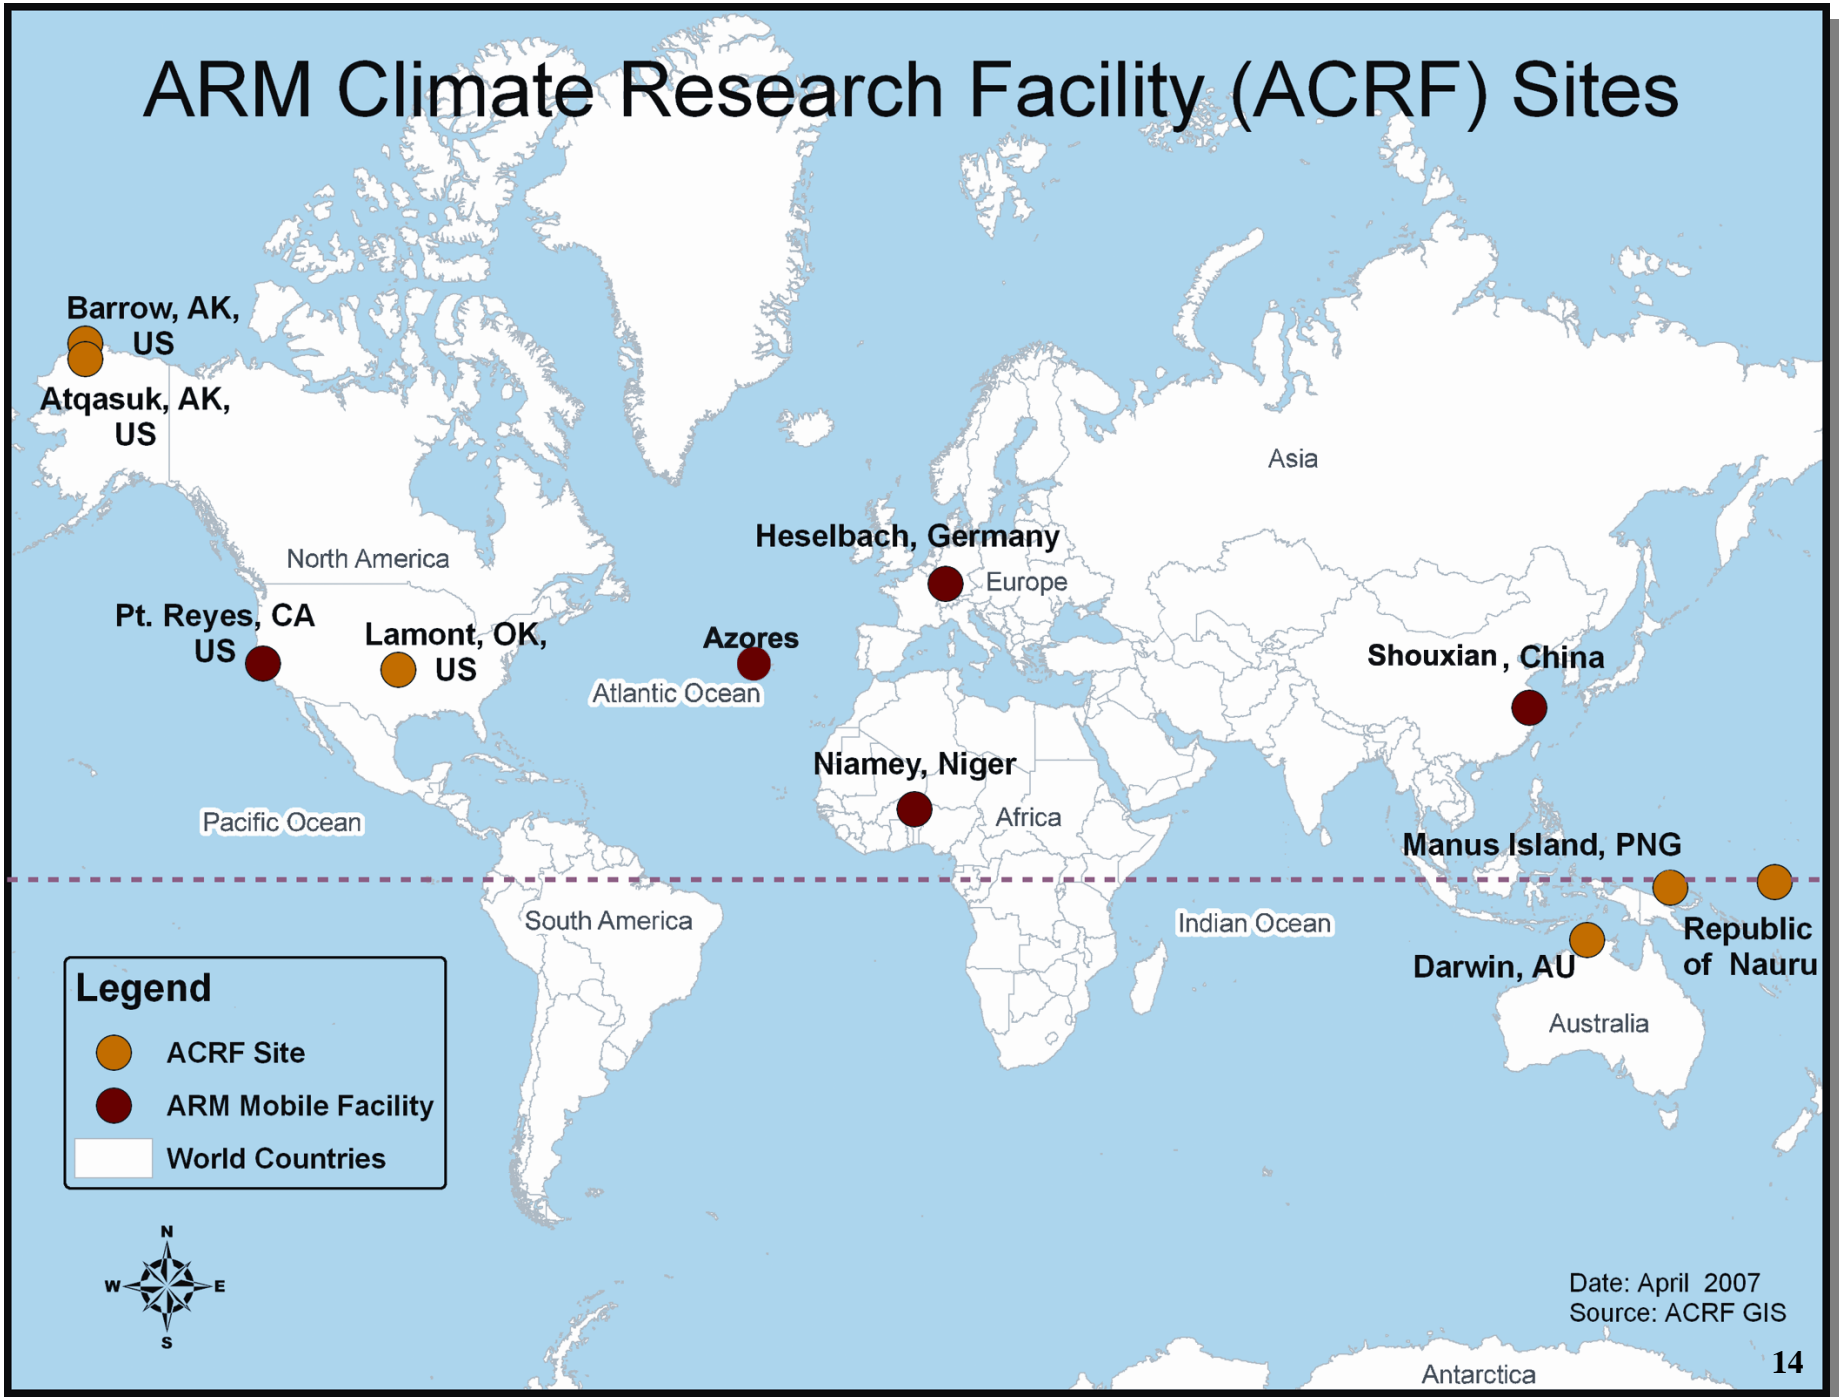 ARM Climate Research Facility (ACRF) Sites
Barrow, AK,
US
Atqasuk, AK,
US
Asia
Heselbach, Germany
North America
Europe
Pt. Reyes, CA
US
Lamont, OK,
US
Azores
Atlantic Ocean
Shouxian, China
Niamey, Niger
Africa
Pacific Ocean
Manus Island, PNG
South America
Indian Ocean
Republic
of Nauru
Darwin, AU
Australia
Legend
ACRF Site
ARM Mobile Facility
World Countries
N
W E
S
Date: April 2007
Source: ACRF GIS
14
Antarctica